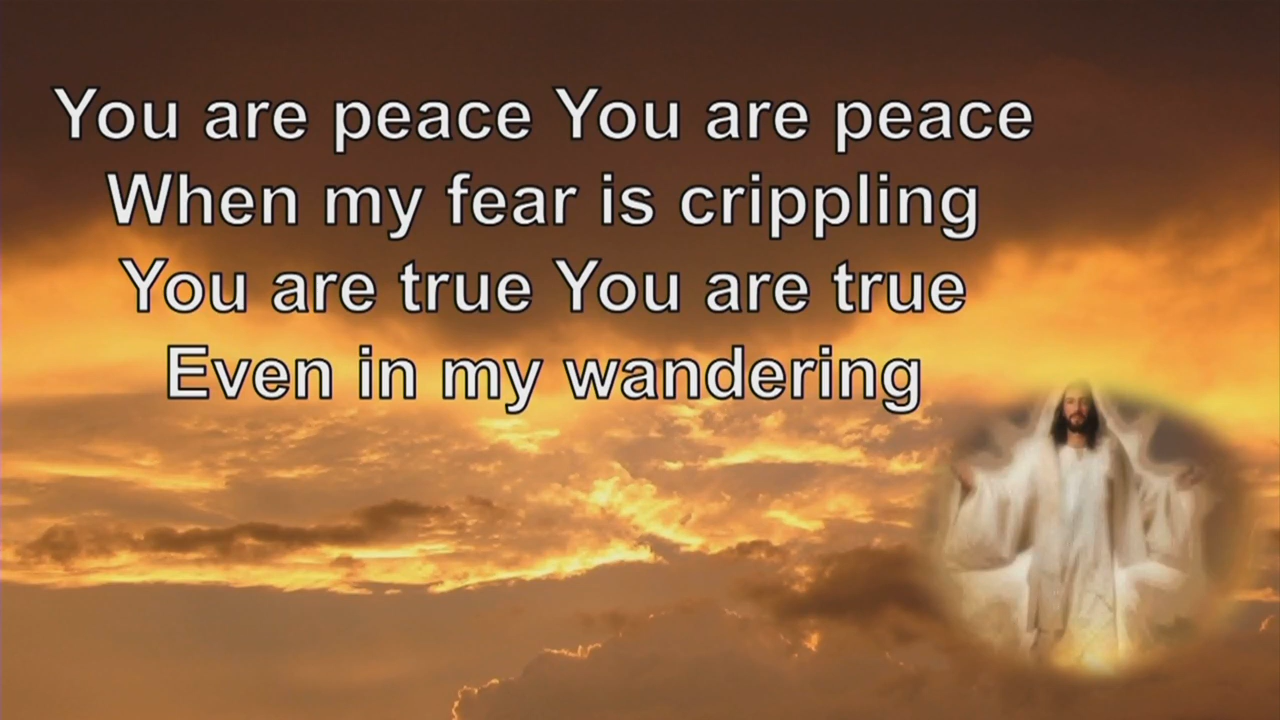 You are peace You are peace
When my fear is crippling
You are true You are true
Even in my wandering